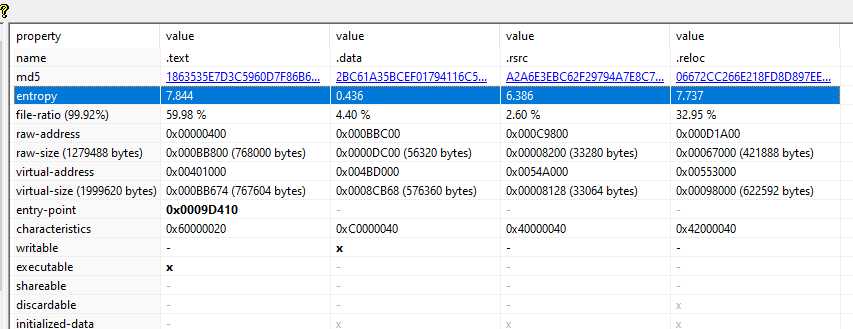 ?
property value value value value
name .text .data .rsrc .reloc
md5 1863535E7D3C5960D7F86B6... 2BC61A35BCEF01794116C5... A2A6E3EBC62F29794A7E8C7... 06672CC266E218FD8D897EE...
entropy 7.844 0.436 6.386 7.737
file-ratio (99.92%) 59.98 % 4.40 % 2.60 % 32.95 %
raw-address 0x00000400 0x000BBC00 0x000C9800 0x000D1A00
raw-size (1279488 bytes) 0x000BB800 (768000 bytes) 0x0000DC00 (56320 bytes) 0x00008200 (33280 bytes) 0x00067000 (421888 bytes)
virtual-address 0x00401000 0x004BD000 0x0054A000 0x00553000
virtual-size (1999620 bytes) 0x000BB674 (767604 bytes) 0x0008CB68 (576360 bytes) 0x00008128 (33064 bytes) 0x00098000 (622592 bytes)
entry-point 0x0009D410 - - -
characteristics 0x60000020 0xC0000040 0x40000040 0x42000040
writable - x - -
executable x - - -
shareable - - - -
discardable - - - x
initialized-data - x x x